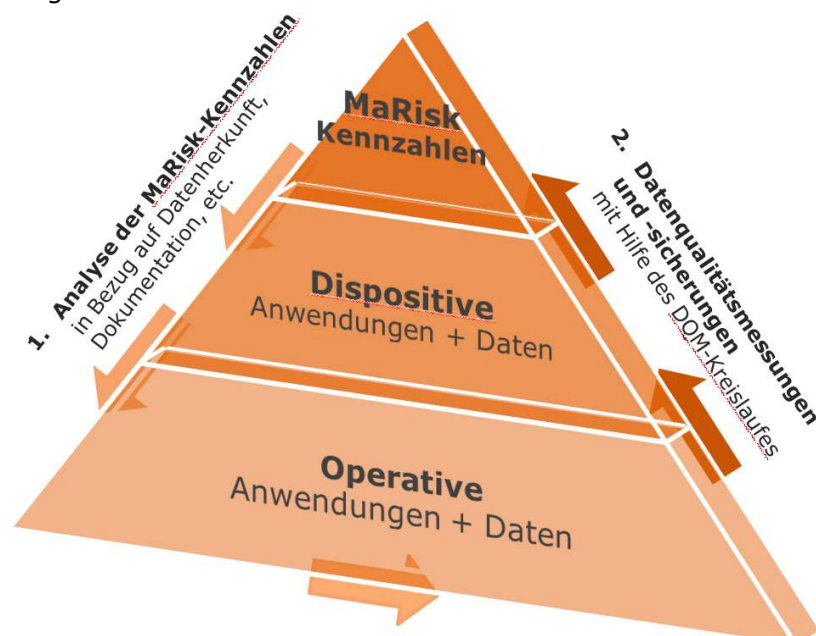 1. Analyse der MaRisk-Kennzahlen
in Bezug auf Datenherkunft,
Dokumentation, etc.
MaRisk
Kennzahlen
Dispositive
Anwendungen + Daten
Operative
Anwendungen + Daten
2. Datenqualitätsmessungen
und -sicherungen
mit Hilfe des DQM-Kreislaufes